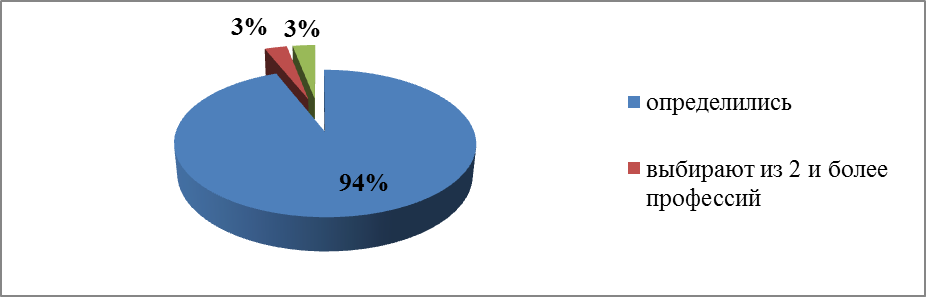 3% 3%
определились
выбирают из 2 и более
94%
профессий